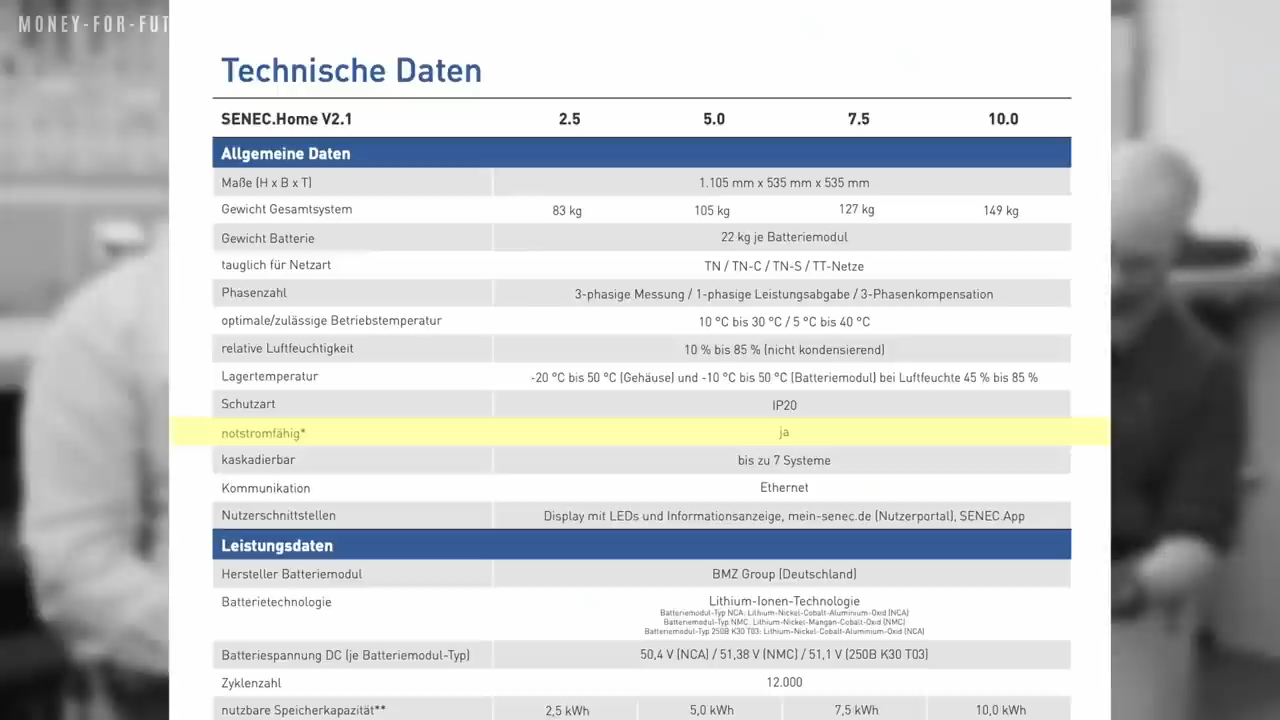 MONEY-FOR-FUT
Technische Daten
SENEC.Home V2.1 2.5 5.0 7.5 10.0
Allgemeine Daten
Maße (H x B x T) 1.105 mm x 535 mm x 535 mm
Gewicht Gesamtsystem 83 kg 105 kg 127 kg 149 kg
Gewicht Batterie 22 kg je Batteriemodul
tauglich für Netzart TN / TN-C / TN-S / TT-Netze
Phasenzahl 3-phasige Messung / 1-phasige Leistungsabgabe / 3-Phasenkompensation
optimale/zulässige Betriebstemperatur 10 °C bis 30 °C / 5 °C bis 40 °C
relative Luftfeuchtigkeit 10 % bis 85 % (nicht kondensierend)
Lagertemperatur -20 °C bis 50 °C (Gehäuse) und -10 °C bis 50 °C (Batteriemodul) bei Luftfeuchte 45 % bis 85 %
Schutzart IP20
notstromfähig* ja
kaskadierbar bis zu 7 Systeme
Kommunikation Ethernet
Nutzerschnittstellen Display mit LEDs und Informationsanzeige, mein-senec.de (Nutzerportal), SENEC.App
Leistungsdaten
Hersteller Batteriemodul BMZ Group (Deutschland)
Batterietechnologie Lithium-Ionen-Technologie
Batteriemodul-Typ NCA: Lithium-Nickel-Cobalt-Aluminium-Oxid (NCA)
Batteriemodul-Typ NMC: Lithium-Nickel-Mangan-Cobalt-Oxid (NMC)
Batteriemodul-Typ 250B K30 T03: Lithium-Nickel-Cobalt-Aluminium-Oxid (NCA)
Batteriespannung DC (je Batteriemodul-Typ) 50,4 V (NCA) / 51,38 V (NMC) / 51,1 V (250B K30 T03)
Zyklenzahl 12.000
nutzbare Speicherkapazität** 2,5 kWh 5,0 kWh 7,5 kWh 10,0 kWh